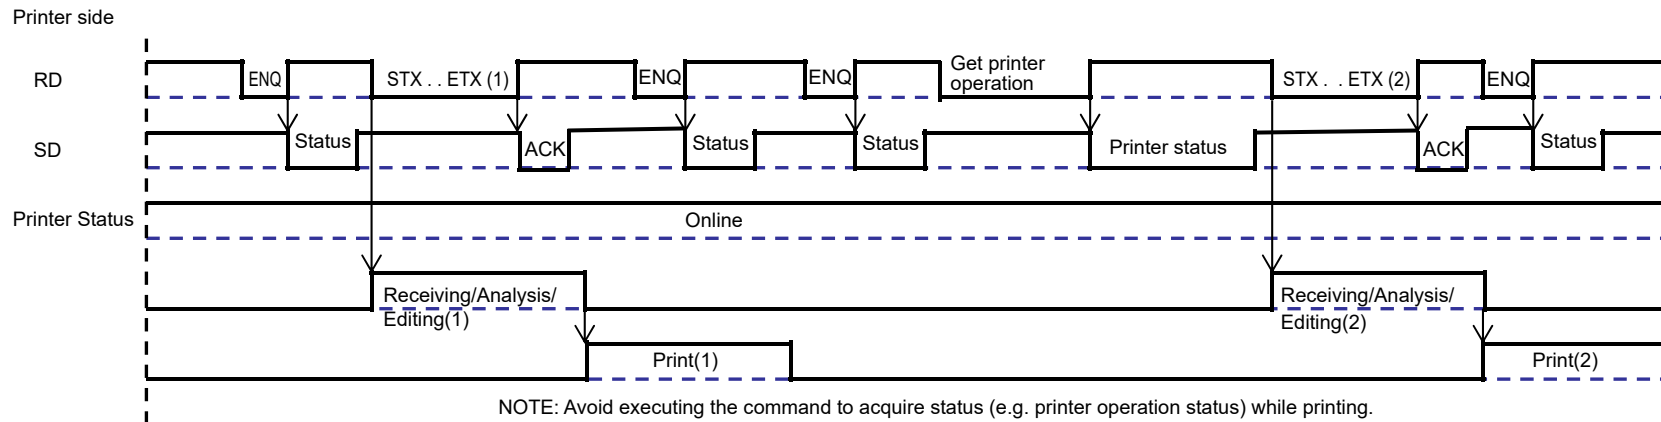 Printer side
RD
ENQ
STX . . ETX (1)
ENQ
ENQ
Get printer
operation
STX . . ETX (2)
ENQ
SD
Status
ACK
Status
Status
Printer status
ACK
Status
Printer Status
Online
Receiving/Analysis/
Editing(1)
Receiving/Analysis/
Editing(2)
Print(1)
Print(2)
NOTE: Avoid executing the command to acquire status (e.g. printer operation status) while printing.